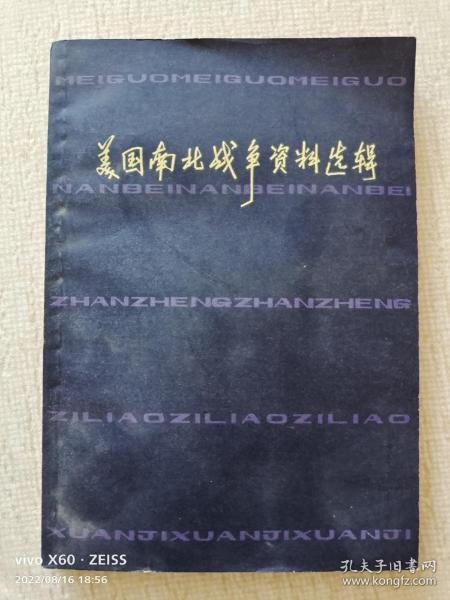 MEIGUOMEIGUOMEIGUO
美国南北战争资料选辑
NANBEINANBEINANBEI
ZHANZHENGZHANZHENG
ZILIAOZILIAOZILIAO
XUANJIXUANJIXUANJI
vivo X60 · ZEISS
2022/08/16 18:56
孔夫子旧书网
www.kongfz.com